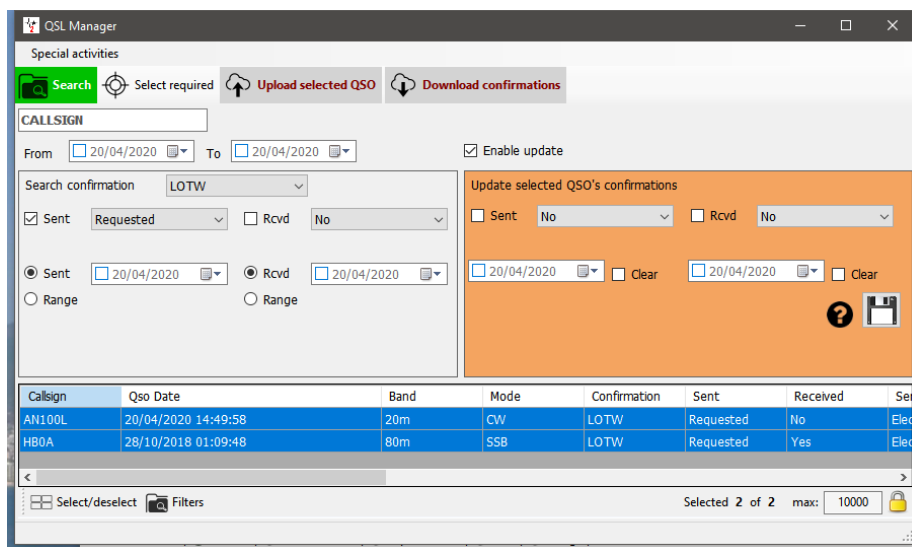 QSL Manager
Special activities
Search Select required Upload selected QSO Download confirmations
CALLSIGN
From 20/04/2020 To 20/04/2020 Enable update
Search confirmation LOTW Update selected QSO's confirmations
Sent Requested Rcvd No Sent No Rcvd No
Sent 20/04/2020 Rcvd 20/04/2020 20/04/2020 Clear 20/04/2020 Clear
Range Range
?
Callsign Qso Date Band Mode Confirmation Sent Received Sen
AN100L 20/04/2020 14:49:58 20m CW LOTW Requested No Elec
HB0A 28/10/2018 01:09:48 80m SSB LOTW Requested Yes Elec
Select/deselect Filters Selected 2 of 2 max: 10000